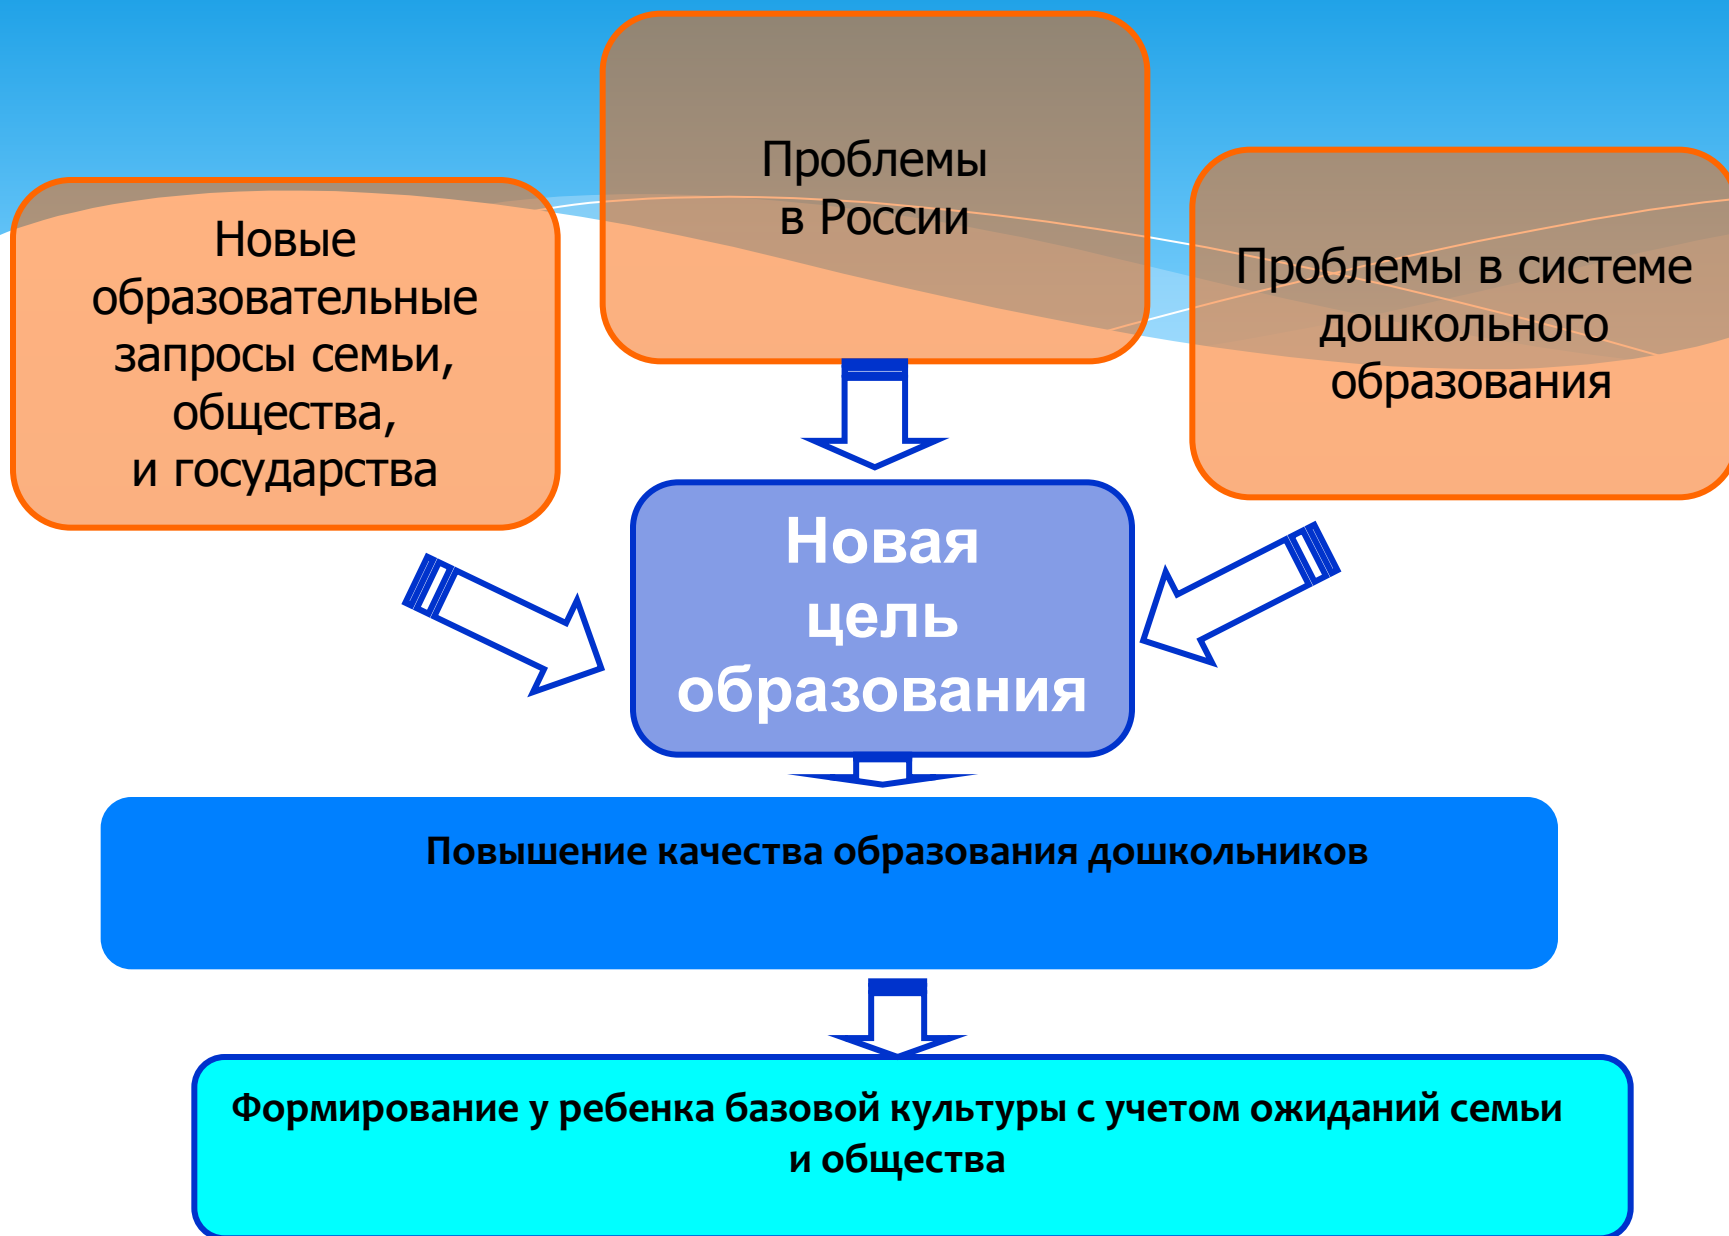 Новые
образовательные
запросы семьи,
общества,
и государства
Проблемы
в России
Проблемы в системе
дошкольного
образования
Новая
цель
образования
Повышение качества образования дошкольников
Формирование у ребенка базовой культуры с учетом ожиданий семьи
и общества